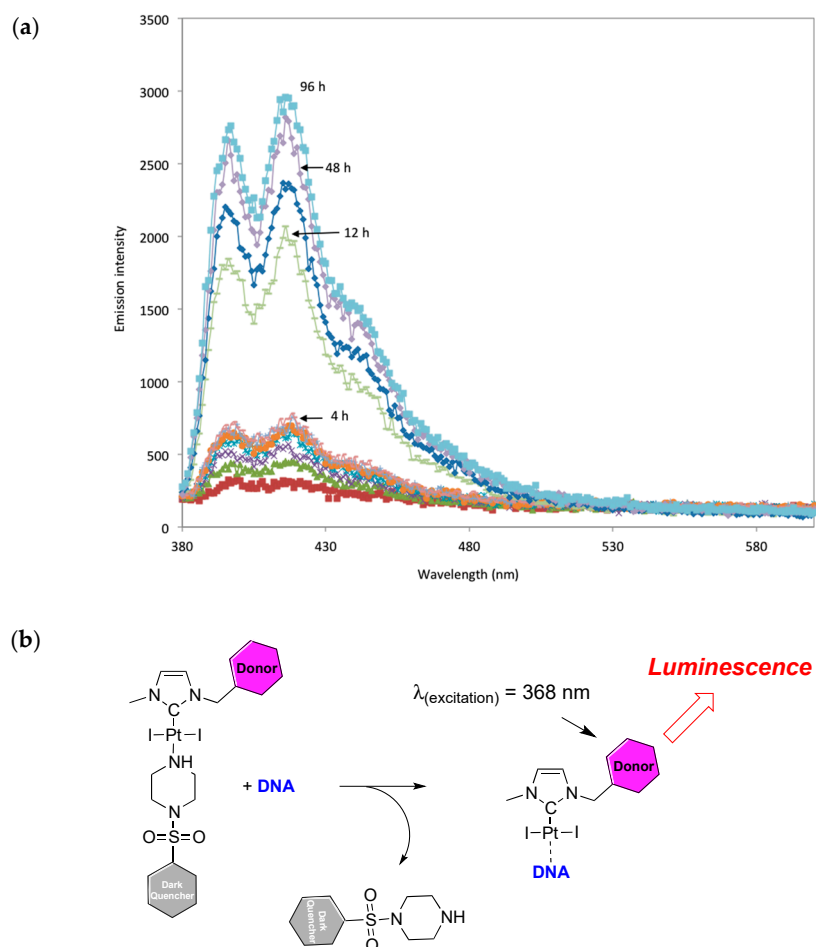 (a)
3500
3000
2500
2000
1500
1000
500
0
Emission intensity
96 h
48 h
12 h
4 h
380
430
480
530
580
Wavelength (nm)
(b)
Donor
N
N
C
I
Pt
I
NH
N
O
S
O
Dark
Quencher
+ DNA
λ(excitation) = 368 nm
Luminescence
Donor
N
N
C
I
Pt
I
DNA
Dark
Quencher
O
S
O
N
NH